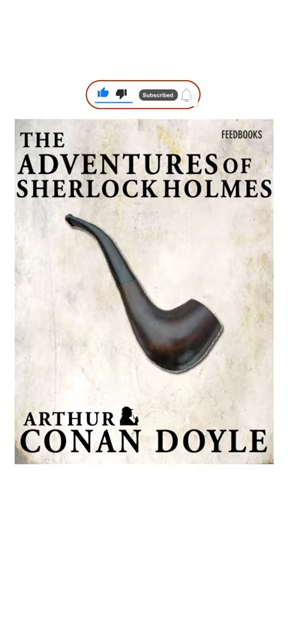 Subscribed
FEEDBOOKS
THE
ADVENTURES OF
SHERLOCK HOLMES
ARTHUR
CONAN DOYLE